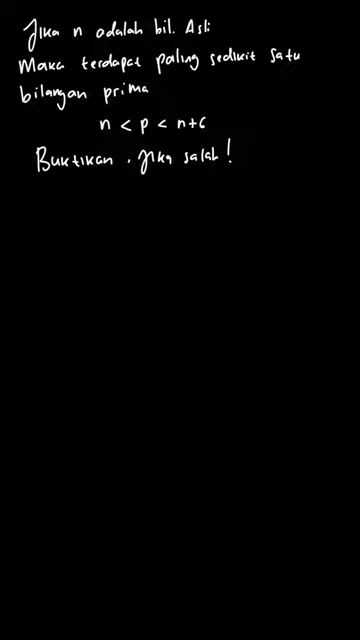 Jika n adalah bil. Asli
Maka terdapat paling sedikit satu
bilangan prima
n < p < n+6
Buktikan . Jika salah !